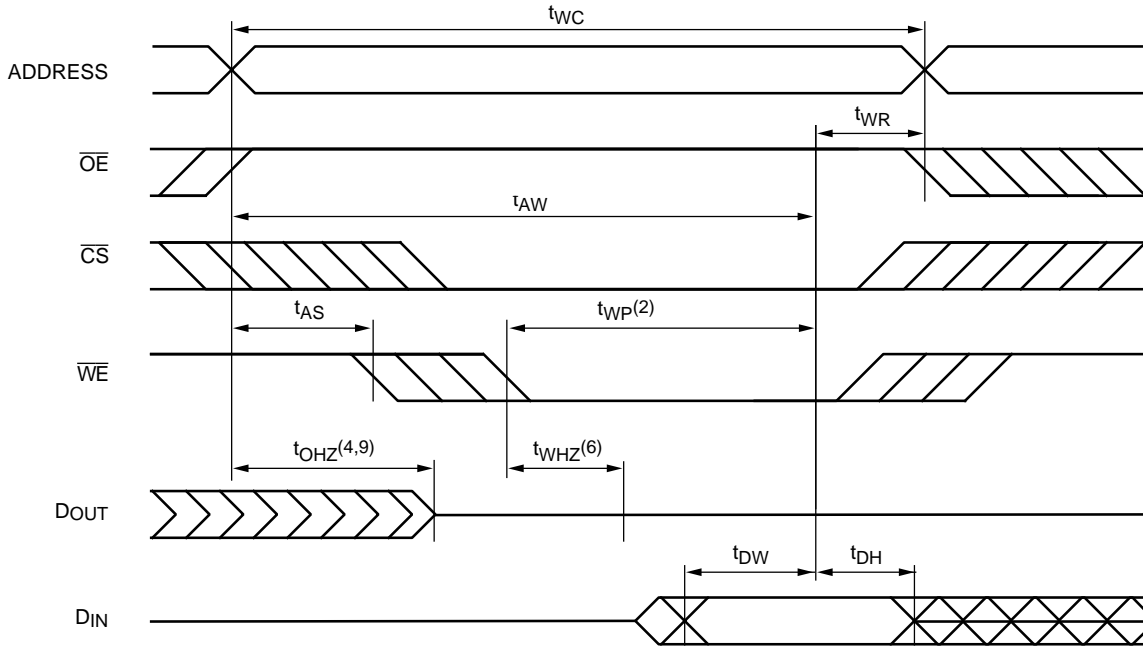 tWC
ADDRESS
tWR
OE
tAW
CS
tAS
tWP(2)
WE
tOHZ(4,9)
tWHZ(6)
DOUT
tDW
tDH
DIN